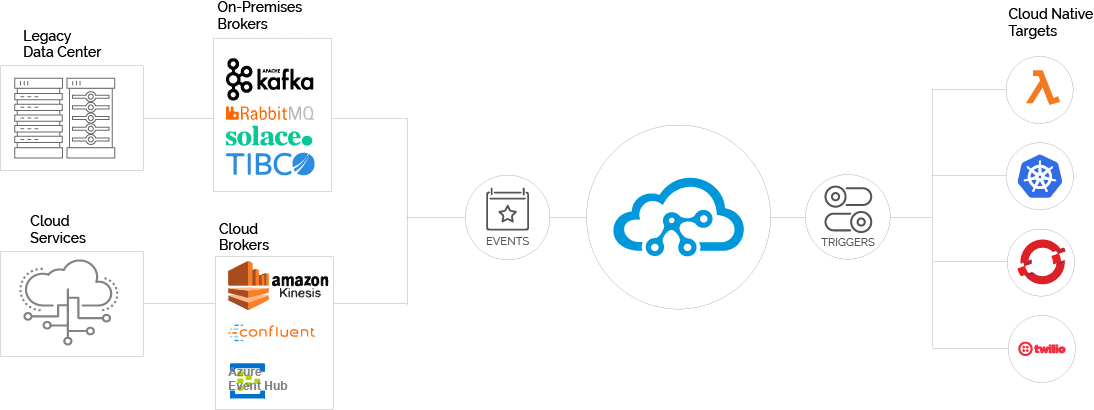 Legacy
Data Center
On-Premises
Brokers
APACHE
kafka
RabbitMQ
solace.
TIBCO
Cloud
Services
Cloud
Brokers
amazon
Kinesis
confluent
Azure
Event Hub
EVENTS
TRIGGERS
Cloud Native
Targets
λ
twilio